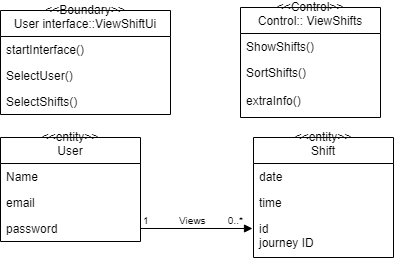 <<Boundary>>
User interface::ViewShiftUi
startInterface()
SelectUser()
SelectShifts()
<<Control>>
Control:: ViewShifts
ShowShifts()
SortShifts()
extraInfo()
<<entity>>
User
Name
email
password
1 Views 0..*
<<entity>>
Shift
date
time
id
journey ID